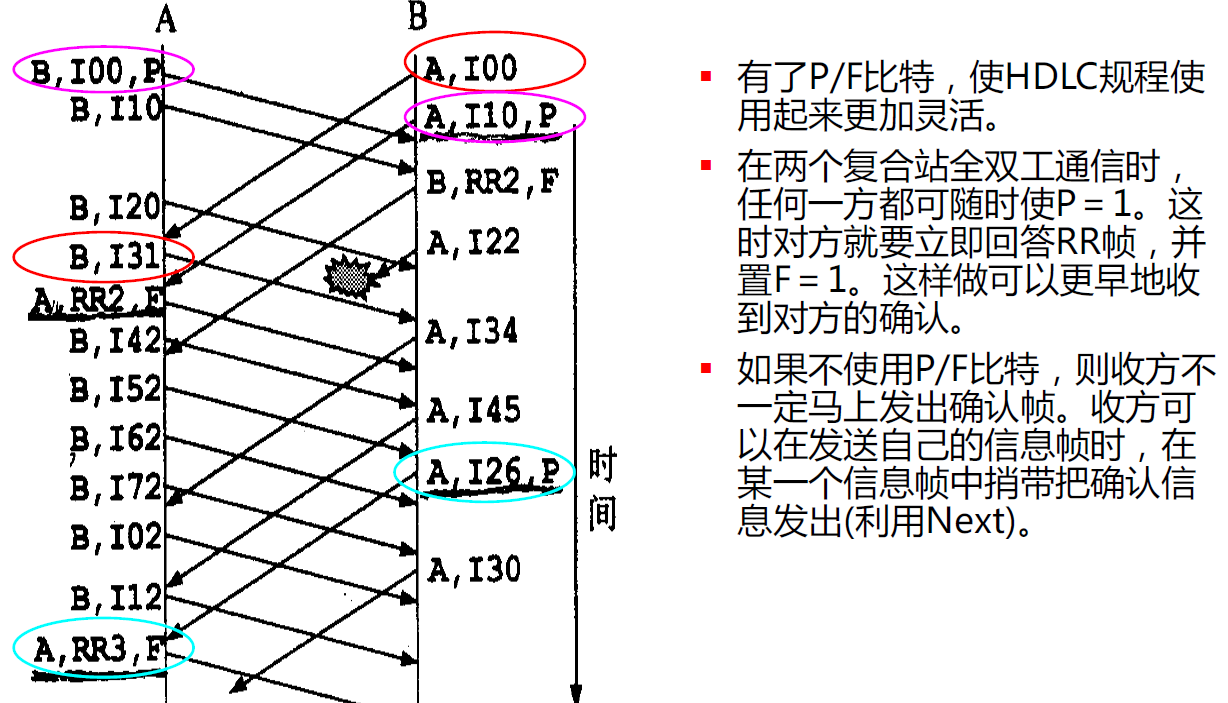 A
B
B,I00,P
A,I00
B,I10
A,I10,P
B,RR2,F
B,I20
A,I22
B,I31
A,RR2,F
A,I34
B,I42
B,I52
A,I45
B,I62
A,I26,P
B,I72
B,I02
A,I30
B,I12
A,RR3,F
时
间
有了P/F比特，使HDLC规程使
用起来更加灵活。
在两个复合站全双工通信时，
任何一方都可随时使P=1。这
时对方就要立即回答RR帧，并
置F=1。这样做可以更早地收
到对方的确认。
如果不使用P/F比特，则收方不
一定马上发出确认帧。收方可
以在发送自己的信息帧时，在
某一个信息帧中捎带把确认信
息发出(利用Next)。